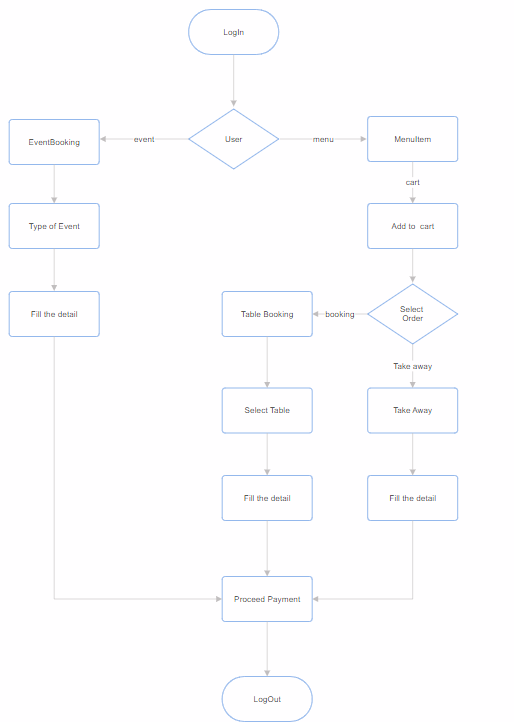 LogIn
User
event
menu
EventBooking
MenuItem
cart
Type of Event
Add to  cart
Fill the detail
Table Booking
booking
Select
Order
Take away
Select Table
Take Away
Fill the detail
Fill the detail
Proceed Payment
LogOut